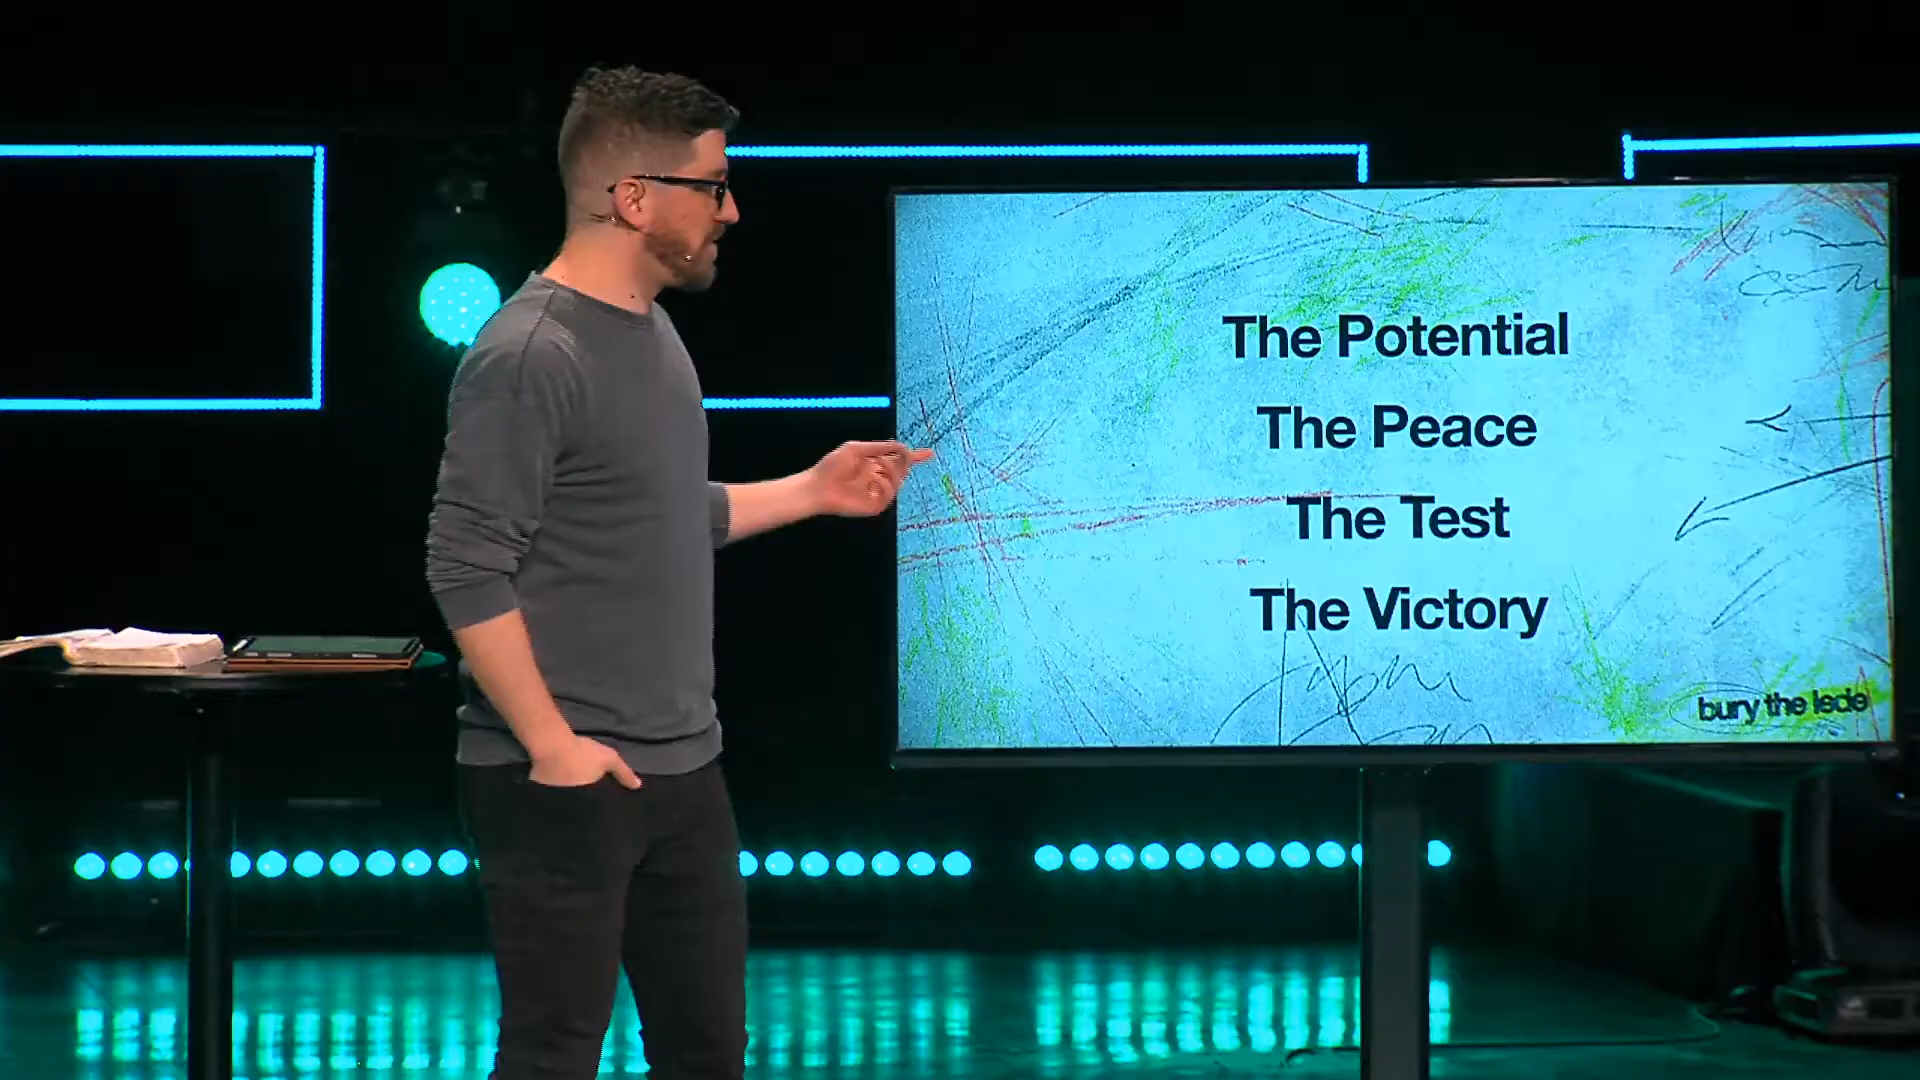 The Potential
The Peace
The Test
The Victory
bury the lede